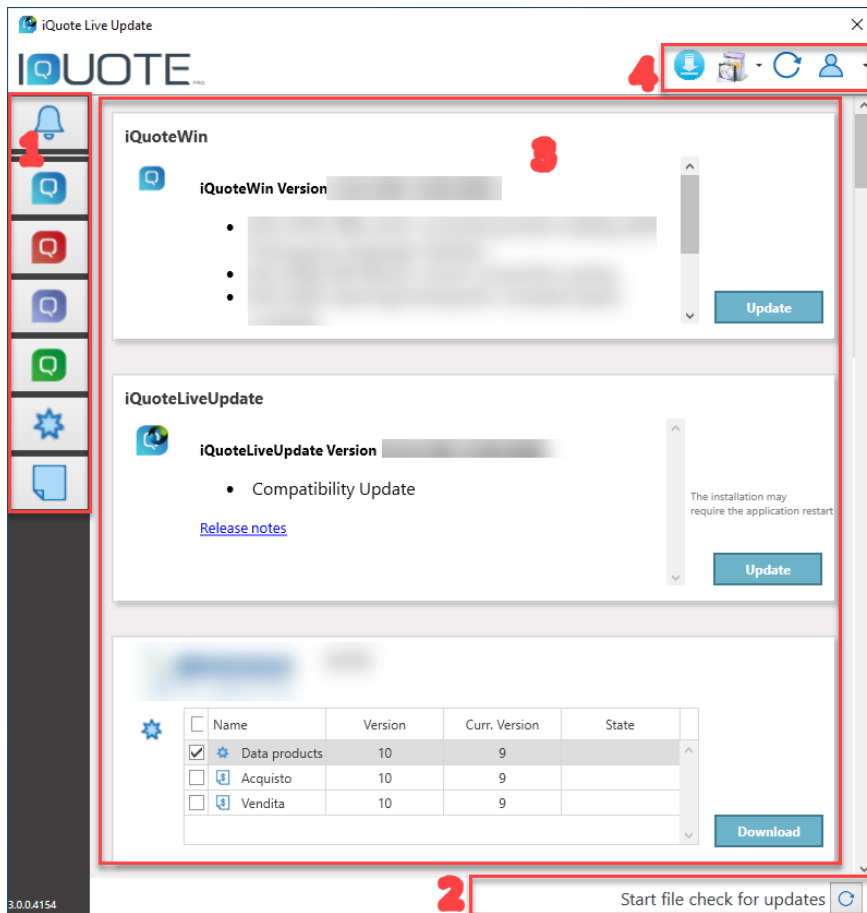 iQuote Live Update
IQUOTE
4
1
iQuoteWin
3
iQuoteWin Version
Update
iQuoteLiveUpdate
iQuoteLiveUpdate Version
Compatibility Update
Release notes
The installation may
require the application restart
Update
Name Version Curr. Version State
Data products 10 9
Acquisto 10 9
Vendita 10 9
Download
2
Start file check for updates
3.0.0.4154